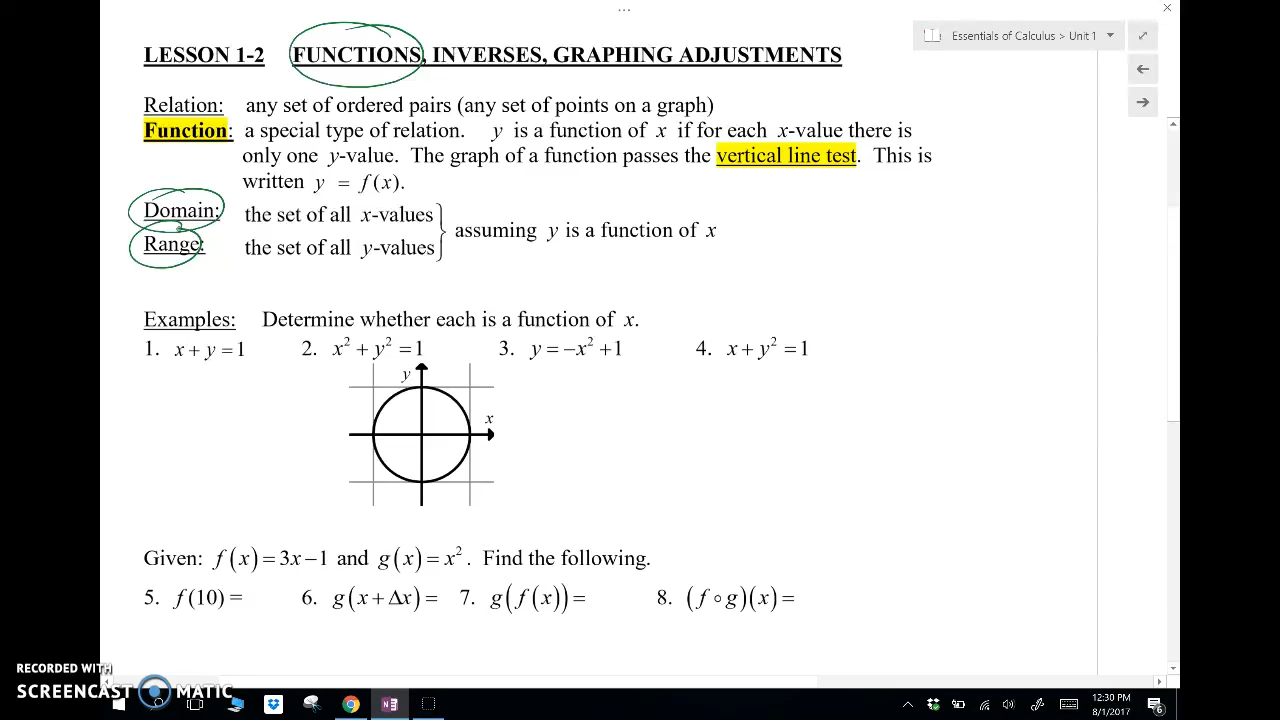 Essentials of Calculus > Unit 1
LESSON 1-2 FUNCTIONS, INVERSES, GRAPHING ADJUSTMENTS
Relation: any set of ordered pairs (any set of points on a graph)
Function: a special type of relation. y is a function of x if for each x-value there is
only one y-value. The graph of a function passes the vertical line test. This is
written y = f(x).
Domain: the set of all x-values
Range: the set of all y-values
assuming y is a function of x
Examples: Determine whether each is a function of x.
1. x + y = 1 2. x² + y² = 1 3. y = −x² + 1 4. x + y² = 1
y
x
Given: f(x) = 3x − 1 and g(x) = x². Find the following.
5. f(10) = 6. g(x + Δx) = 7. g(f(x)) = 8. (f ∘ g)(x) =
RECORDED WITH
SCREENCAST MATIC
12:30 PM
8/1/2017
6